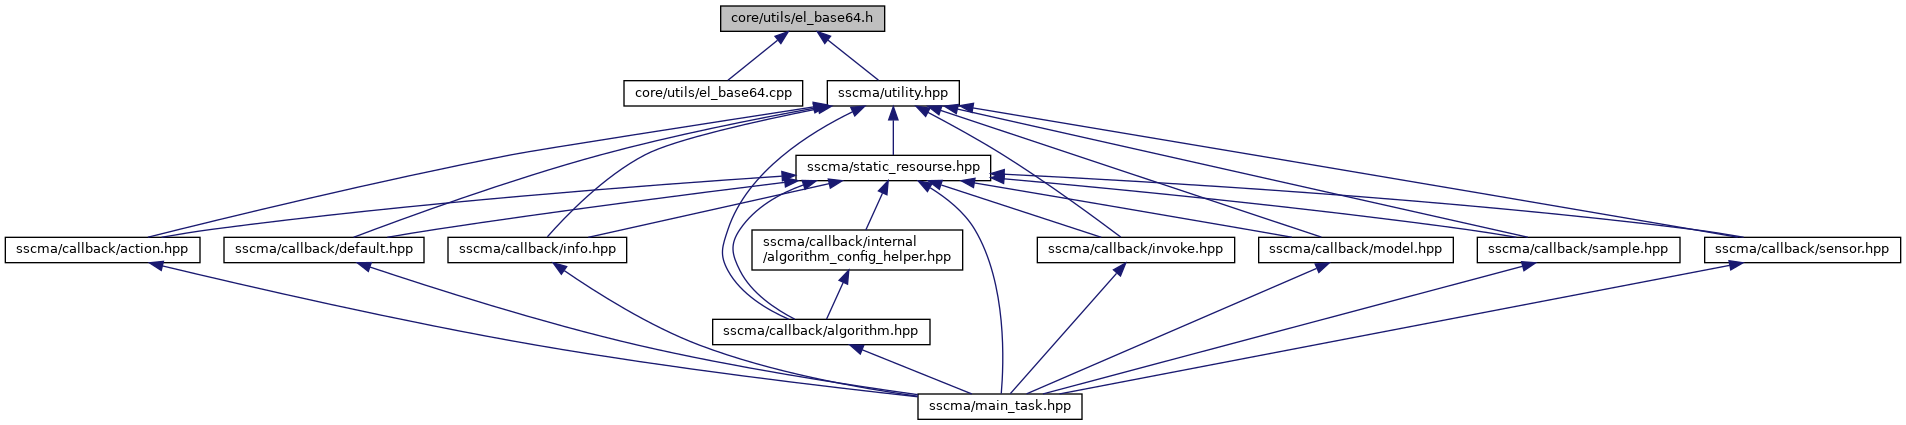 core/utils/el_base64.h
core/utils/el_base64.cpp
sscma/utility.hpp
sscma/static_resourse.hpp
sscma/callback/action.hpp
sscma/callback/default.hpp
sscma/callback/info.hpp
sscma/callback/internal
/algorithm_config_helper.hpp
sscma/callback/invoke.hpp
sscma/callback/model.hpp
sscma/callback/sample.hpp
sscma/callback/sensor.hpp
sscma/callback/algorithm.hpp
sscma/main_task.hpp